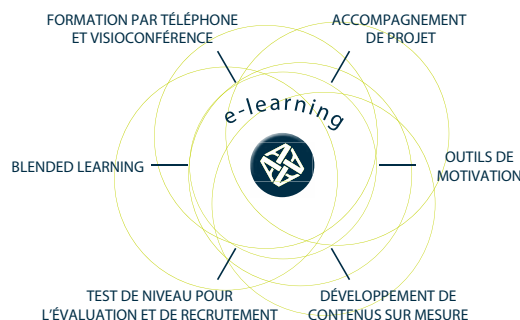 FORMATION PAR TÉLÉPHONE
ET VISIOCONFÉRENCE
ACCOMPAGNEMENT
DE PROJET
e-learning
BLENDED LEARNING
OUTILS DE
MOTIVATION
TEST DE NIVEAU POUR
L'ÉVALUATION ET DE RECRUTEMENT
DÉVELOPPEMENT DE
CONTENUS SUR MESURE